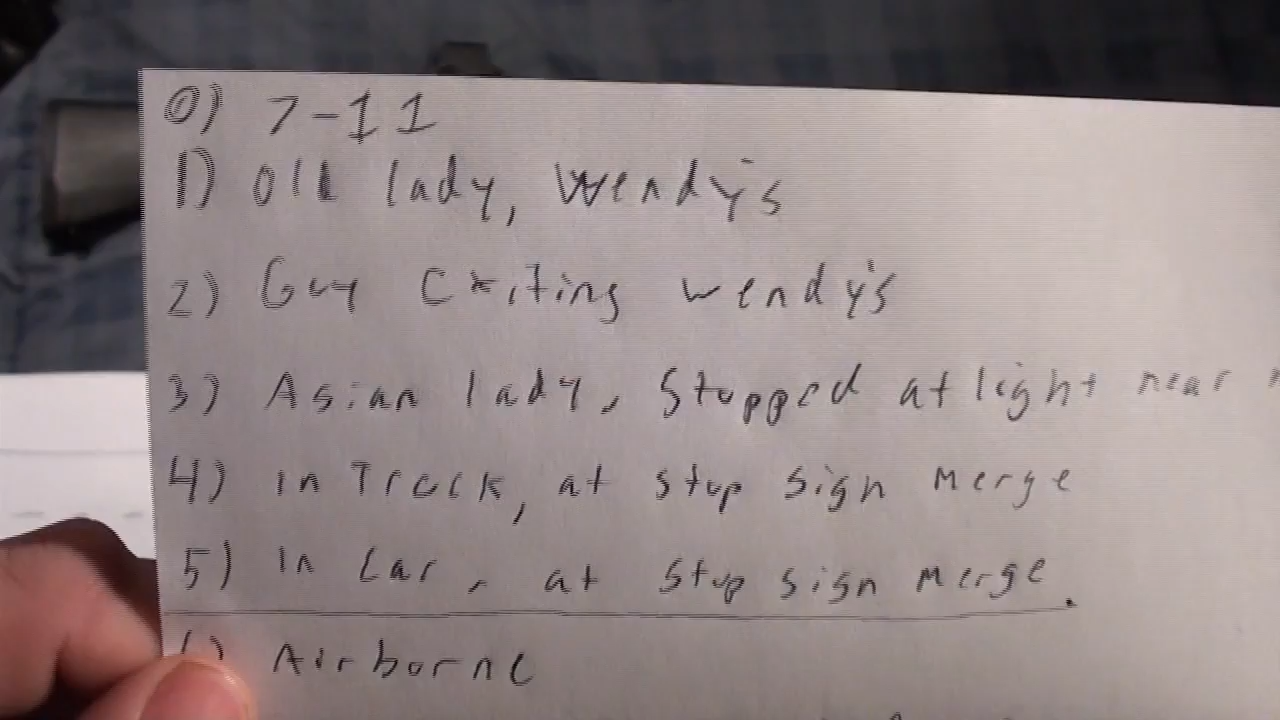 0) 7-11
1) Old lady, Wendy's
2) Guy Exiting Wendy's
3) Asian lady, Stopped at light near
4) in Truck, at stop sign merge
5) in Car, at stop sign merge.
6) Airborne